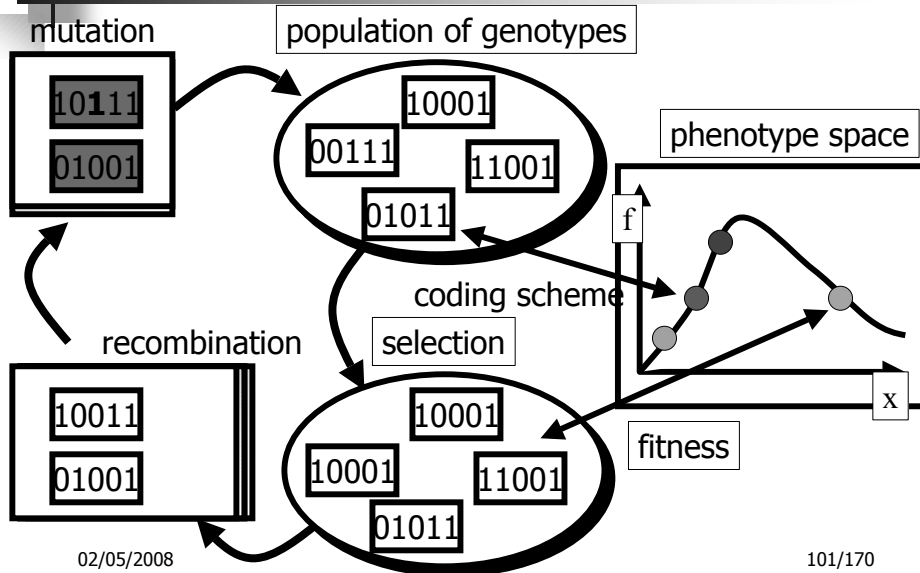 mutation
population of genotypes
10111
01001
10001
00111
11001
01011
phenotype space
f
x
coding scheme
recombination
selection
10011
01001
10001
10001
11001
01011
fitness
02/05/2008
101/170